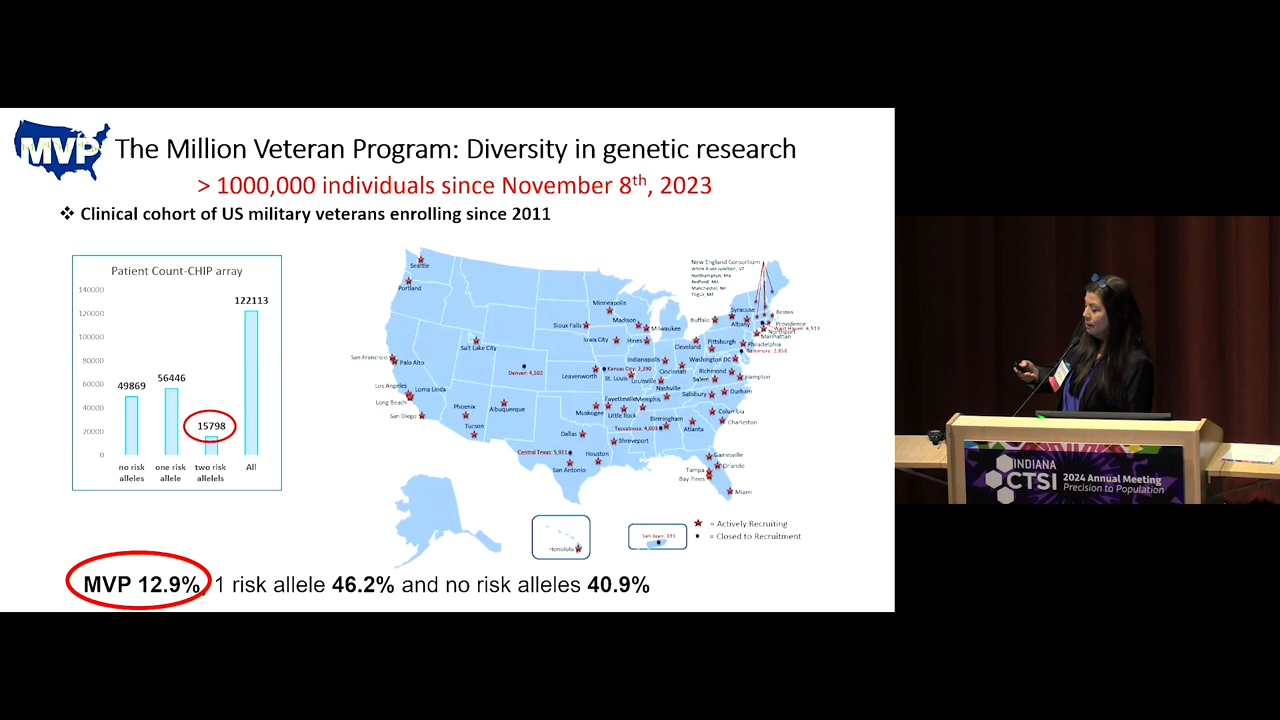 MVP
The Million Veteran Program: Diversity in genetic research
> 1000,000 individuals since November 8th, 2023
❖ Clinical cohort of US military veterans enrolling since 2011
Patient Count-CHIP array
140000
120000
100000
80000
60000
40000
20000
0
49869
56446
15798
122113
no risk alleles
one risk allele
two risk allelels
All
New England Consortium
White River Junction, VT
Northampton, MA
Bedford, MA
Manchester, NH
Togus, ME
Seattle
Portland
Minneapolis
Sioux Falls
Madison
Milwaukee
Iowa City
Hines
Buffalo
Syracuse
Albany
Boston
Providence
Northport
Manhattan
Philadelphia
Baltimore: 2,858
Pittsburgh
Cleveland
Washington DC
Indianapolis
Cincinnati
Salt Lake City
San Francisco
Palo Alto
Denver: 4,202
Leavenworth
Kansas City: 3,390
St. Louis
Louisville
Richmond
Hampton
Salem
Nashville
Los Angeles
Loma Linda
Long Beach
San Diego
Phoenix
Tucson
Albuquerque
Muskogee
Fayetteville
Memphis
Little Rock
Salisbury
Durham
Columbia
Charleston
Birmingham
Tuscaloosa: 4,003
Atlanta
Dallas
Shreveport
Central Texas: 5,911
Houston
San Antonio
Gainesville
Orlando
Tampa
Bay Pines
Miami
Honolulu
San Juan: 193
= Actively Recruiting
= Closed to Recruitment
MVP 12.9%, 1 risk allele 46.2% and no risk alleles 40.9%
INDIANA
CTSI
2024 Annual Meeting
Precision to Population